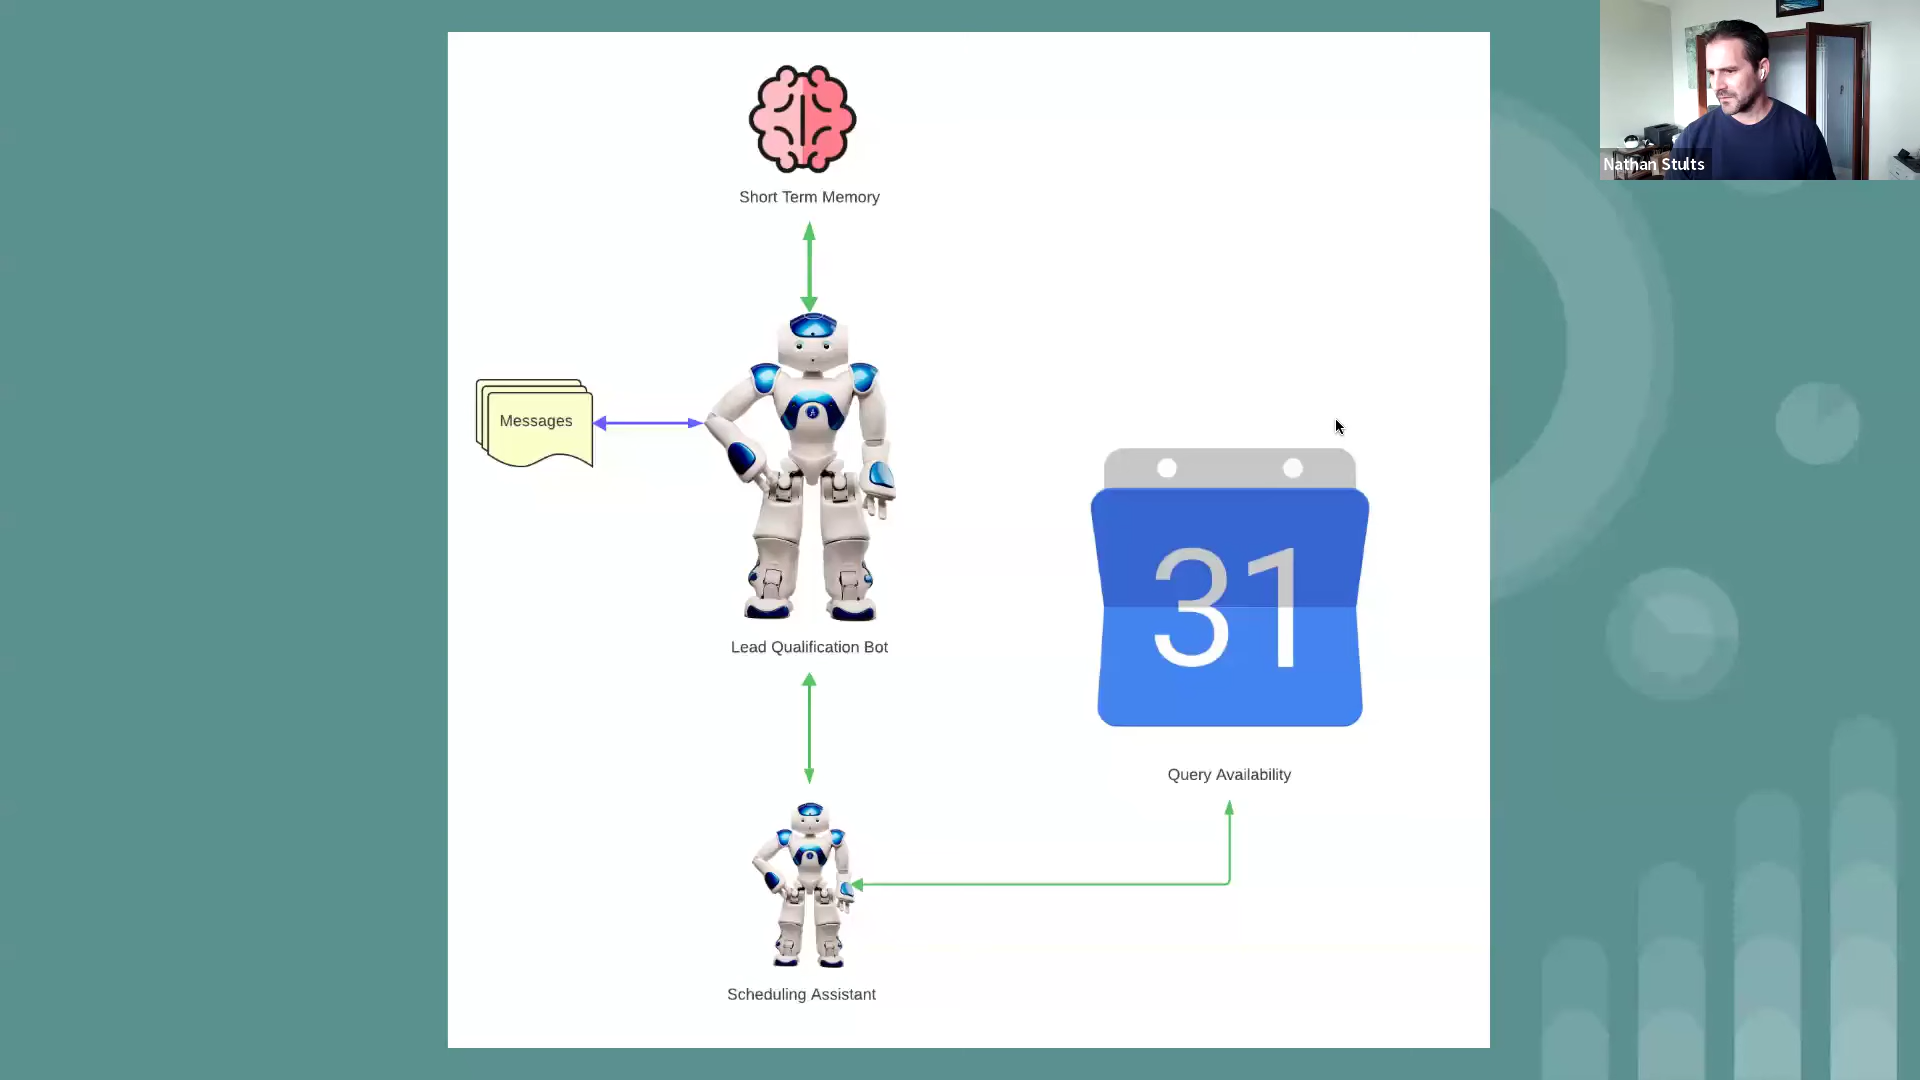 Nathan Stults
Short Term Memory
Messages
Lead Qualification Bot
31
Query Availability
Scheduling Assistant